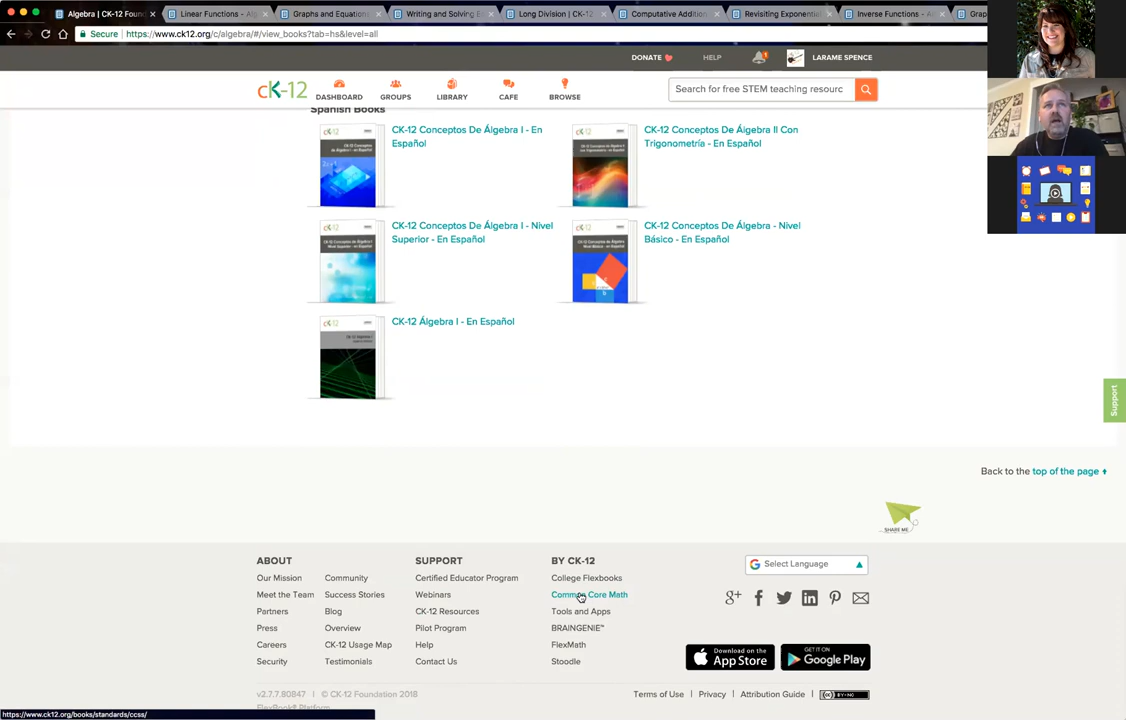 Algebra | CK-12 Foun
Linear Functions - Alg
Graphs and Equation
Writing and Solving E
Long Division | CK-12
Computative Addition
Revisiting Exponentia
Inverse Functions - A
Grap
Secure | https://www.ck12.org/c/algebra/#/view_books?tab=hs&level=all
DONATE
HELP
1
LARAME SPENCE
cK-12
DASHBOARD
GROUPS
LIBRARY
CAFE
BROWSE
Search for free STEM teaching resourc
Spanish Books
CK-12 Conceptos De Álgebra I - En
Español
CK-12 Conceptos De Álgebra II Con
Trigonometría - En Español
CK-12 Conceptos De Álgebra I - Nivel
Superior - En Español
CK-12 Conceptos De Álgebra - Nivel
Básico - En Español
CK-12 Álgebra I - En Español
Support
Back to the top of the page
SHARE ME
ABOUT
Our Mission
Meet the Team
Partners
Press
Careers
Security
Community
Success Stories
Blog
Overview
CK-12 Usage Map
Testimonials
SUPPORT
Certified Educator Program
Webinars
CK-12 Resources
Pilot Program
Help
Contact Us
BY CK-12
College Flexbooks
Common Core Math
Tools and Apps
BRAINGENIE™
FlexMath
Stoodle
G Select Language
g+
Download on the
App Store
GET IT ON
Google Play
v2.7.7.80847 | © CK-12 Foundation 2018
FlexBook® Platform
Terms of Use | Privacy | Attribution Guide |
https://www.ck12.org/books/standards/ccss/